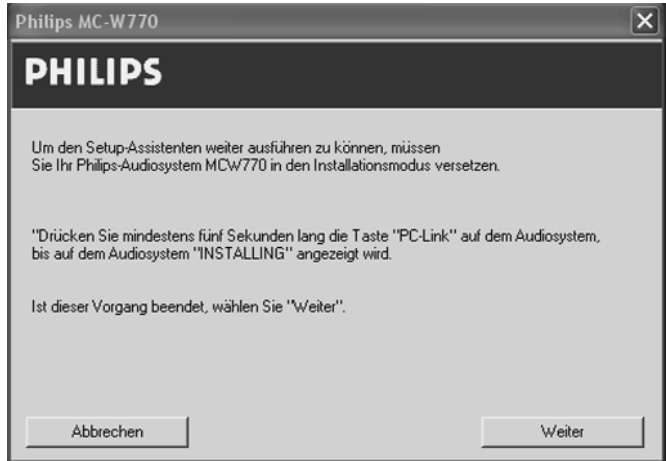 Philips MC-W770
PHILIPS
Um den Setup-Assistenten weiter ausführen zu können, müssen
Sie Ihr Philips-Audiosystem MCW770 in den Installationsmodus versetzen.
"Drücken Sie mindestens fünf Sekunden lang die Taste "PC-Link" auf dem Audiosystem,
bis auf dem Audiosystem "INSTALLING" angezeigt wird.
Ist dieser Vorgang beendet, wählen Sie "Weiter".
Abbrechen
Weiter